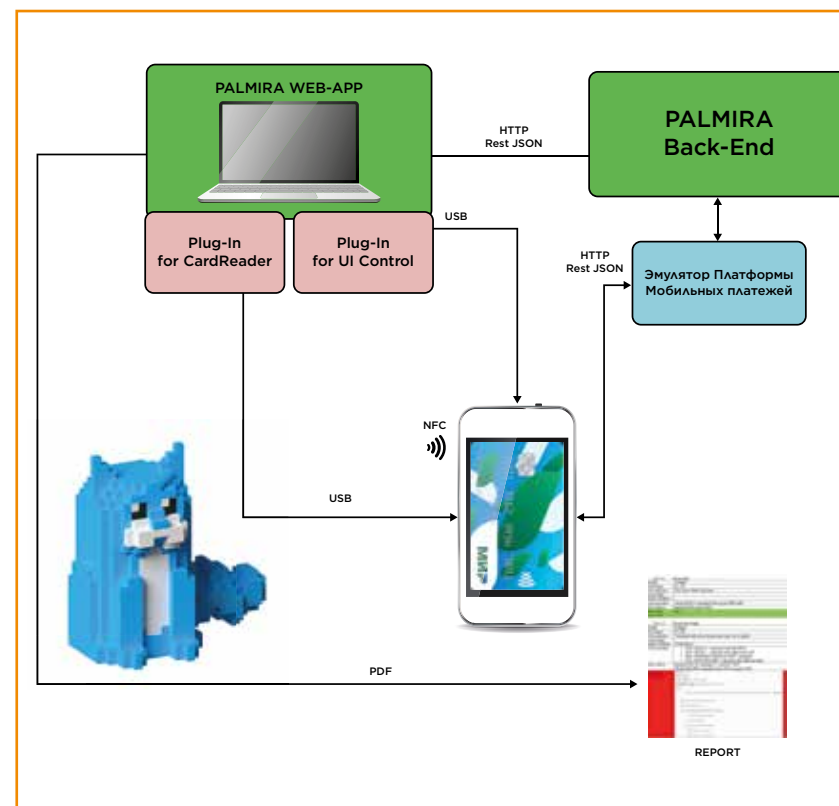 PALMIRA WEB-APP
HTTP
Rest JSON
PALMIRA
Back-End
Plug-In
for CardReader
Plug-In
for UI Control
USB
HTTP
Rest JSON
Эмулятор Платформы
Мобильных платежей
NFC
USB
МИР
PDF
REPORT